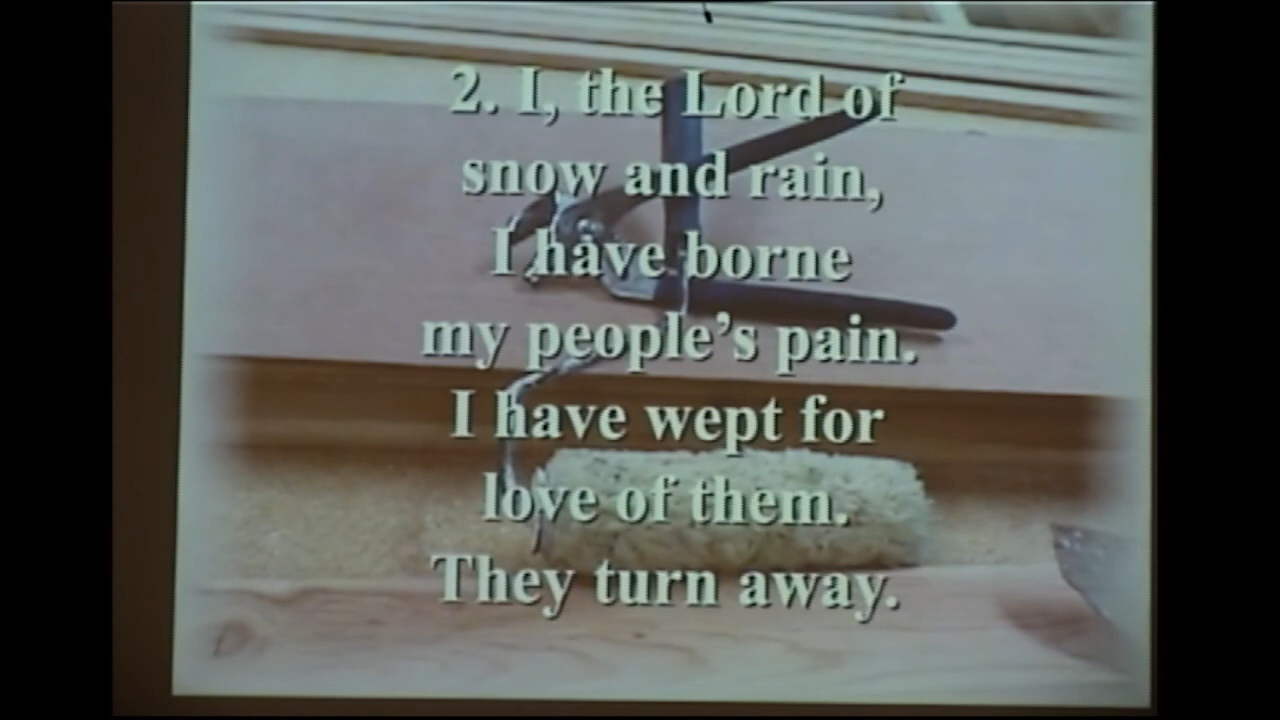 2. I, the Lord of
snow and rain,
I have borne
my people's pain.
I have wept for
love of them.
They turn away.